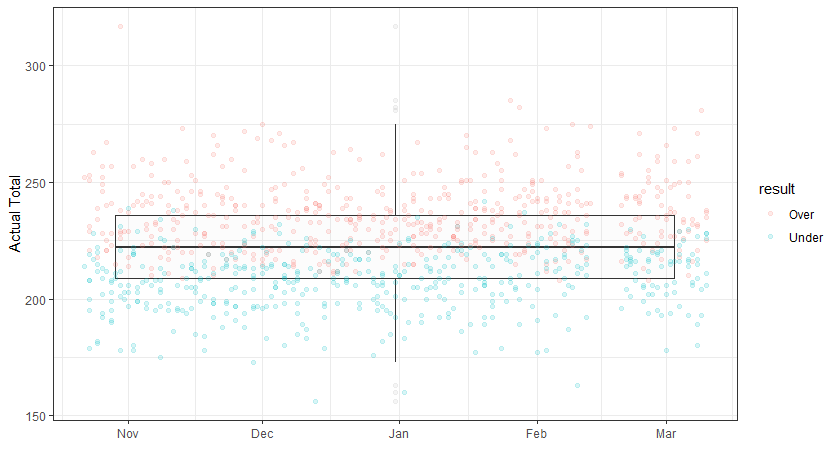 300
250
200
150
Actual Total
Nov Dec Jan Feb Mar
result
Over
Under